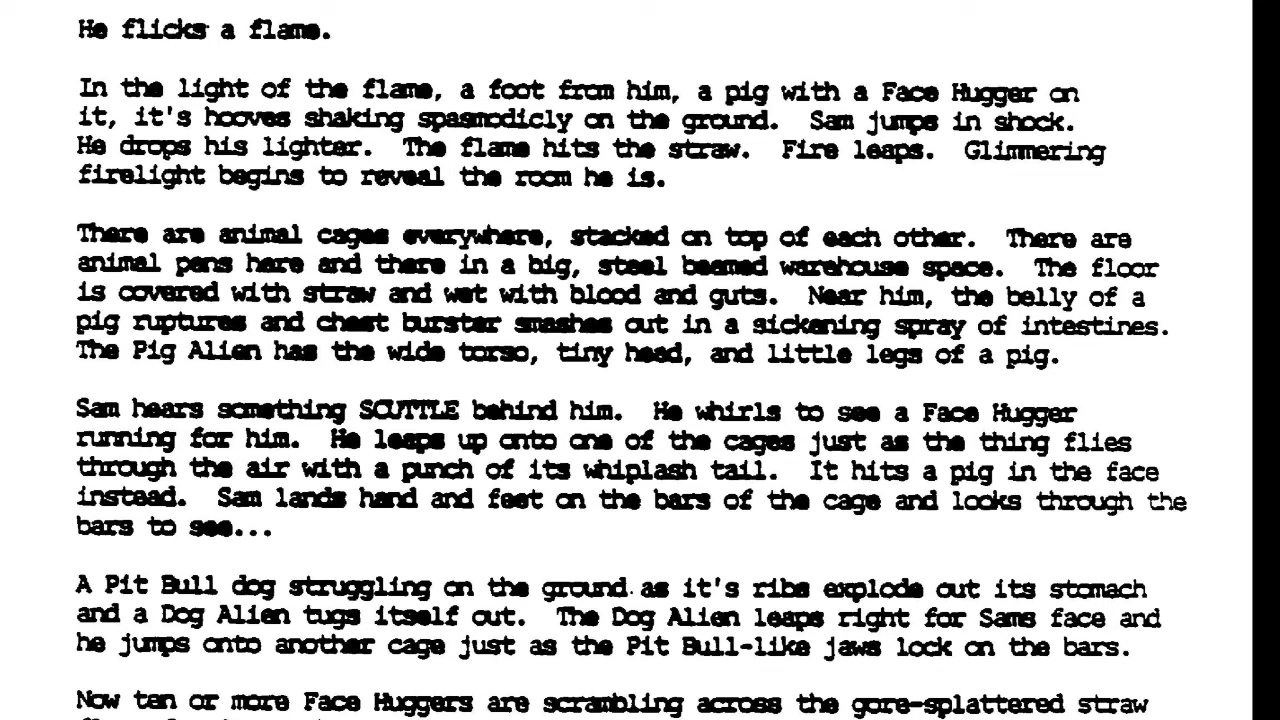 He flicks a flame.
In the light of the flame, a foot from him, a pig with a Face Hugger on
it, it's hooves shaking spasmodicly on the ground. Sam jumps in shock.
He drops his lighter. The flame hits the straw. Fire leaps. Glimmering
firelight begins to reveal the room he is.
There are animal cages everywhere, stacked on top of each other. There are
animal pens here and there in a big, steel beamed warehouse space. The floor
is covered with straw and wet with blood and guts. Near him, the belly of a
pig ruptures and chest burster smashes out in a sickening spray of intestines.
The Pig Alien has the wide torso, tiny head, and little legs of a pig.
Sam hears something SCUTTLE behind him. He whirls to see a Face Hugger
running for him. He leaps up onto one of the cages just as the thing flies
through the air with a punch of its whiplash tail. It hits a pig in the face
instead. Sam lands hand and feet on the bars of the cage and looks through the
bars to see...
A Pit Bull dog struggling on the ground as it's ribs explode out its stomach
and a Dog Alien tugs itself out. The Dog Alien leaps right for Sams face and
he jumps onto another cage just as the Pit Bull-like jaws lock on the bars.
Now ten or more Face Huggers are scrambling across the gore-splattered straw